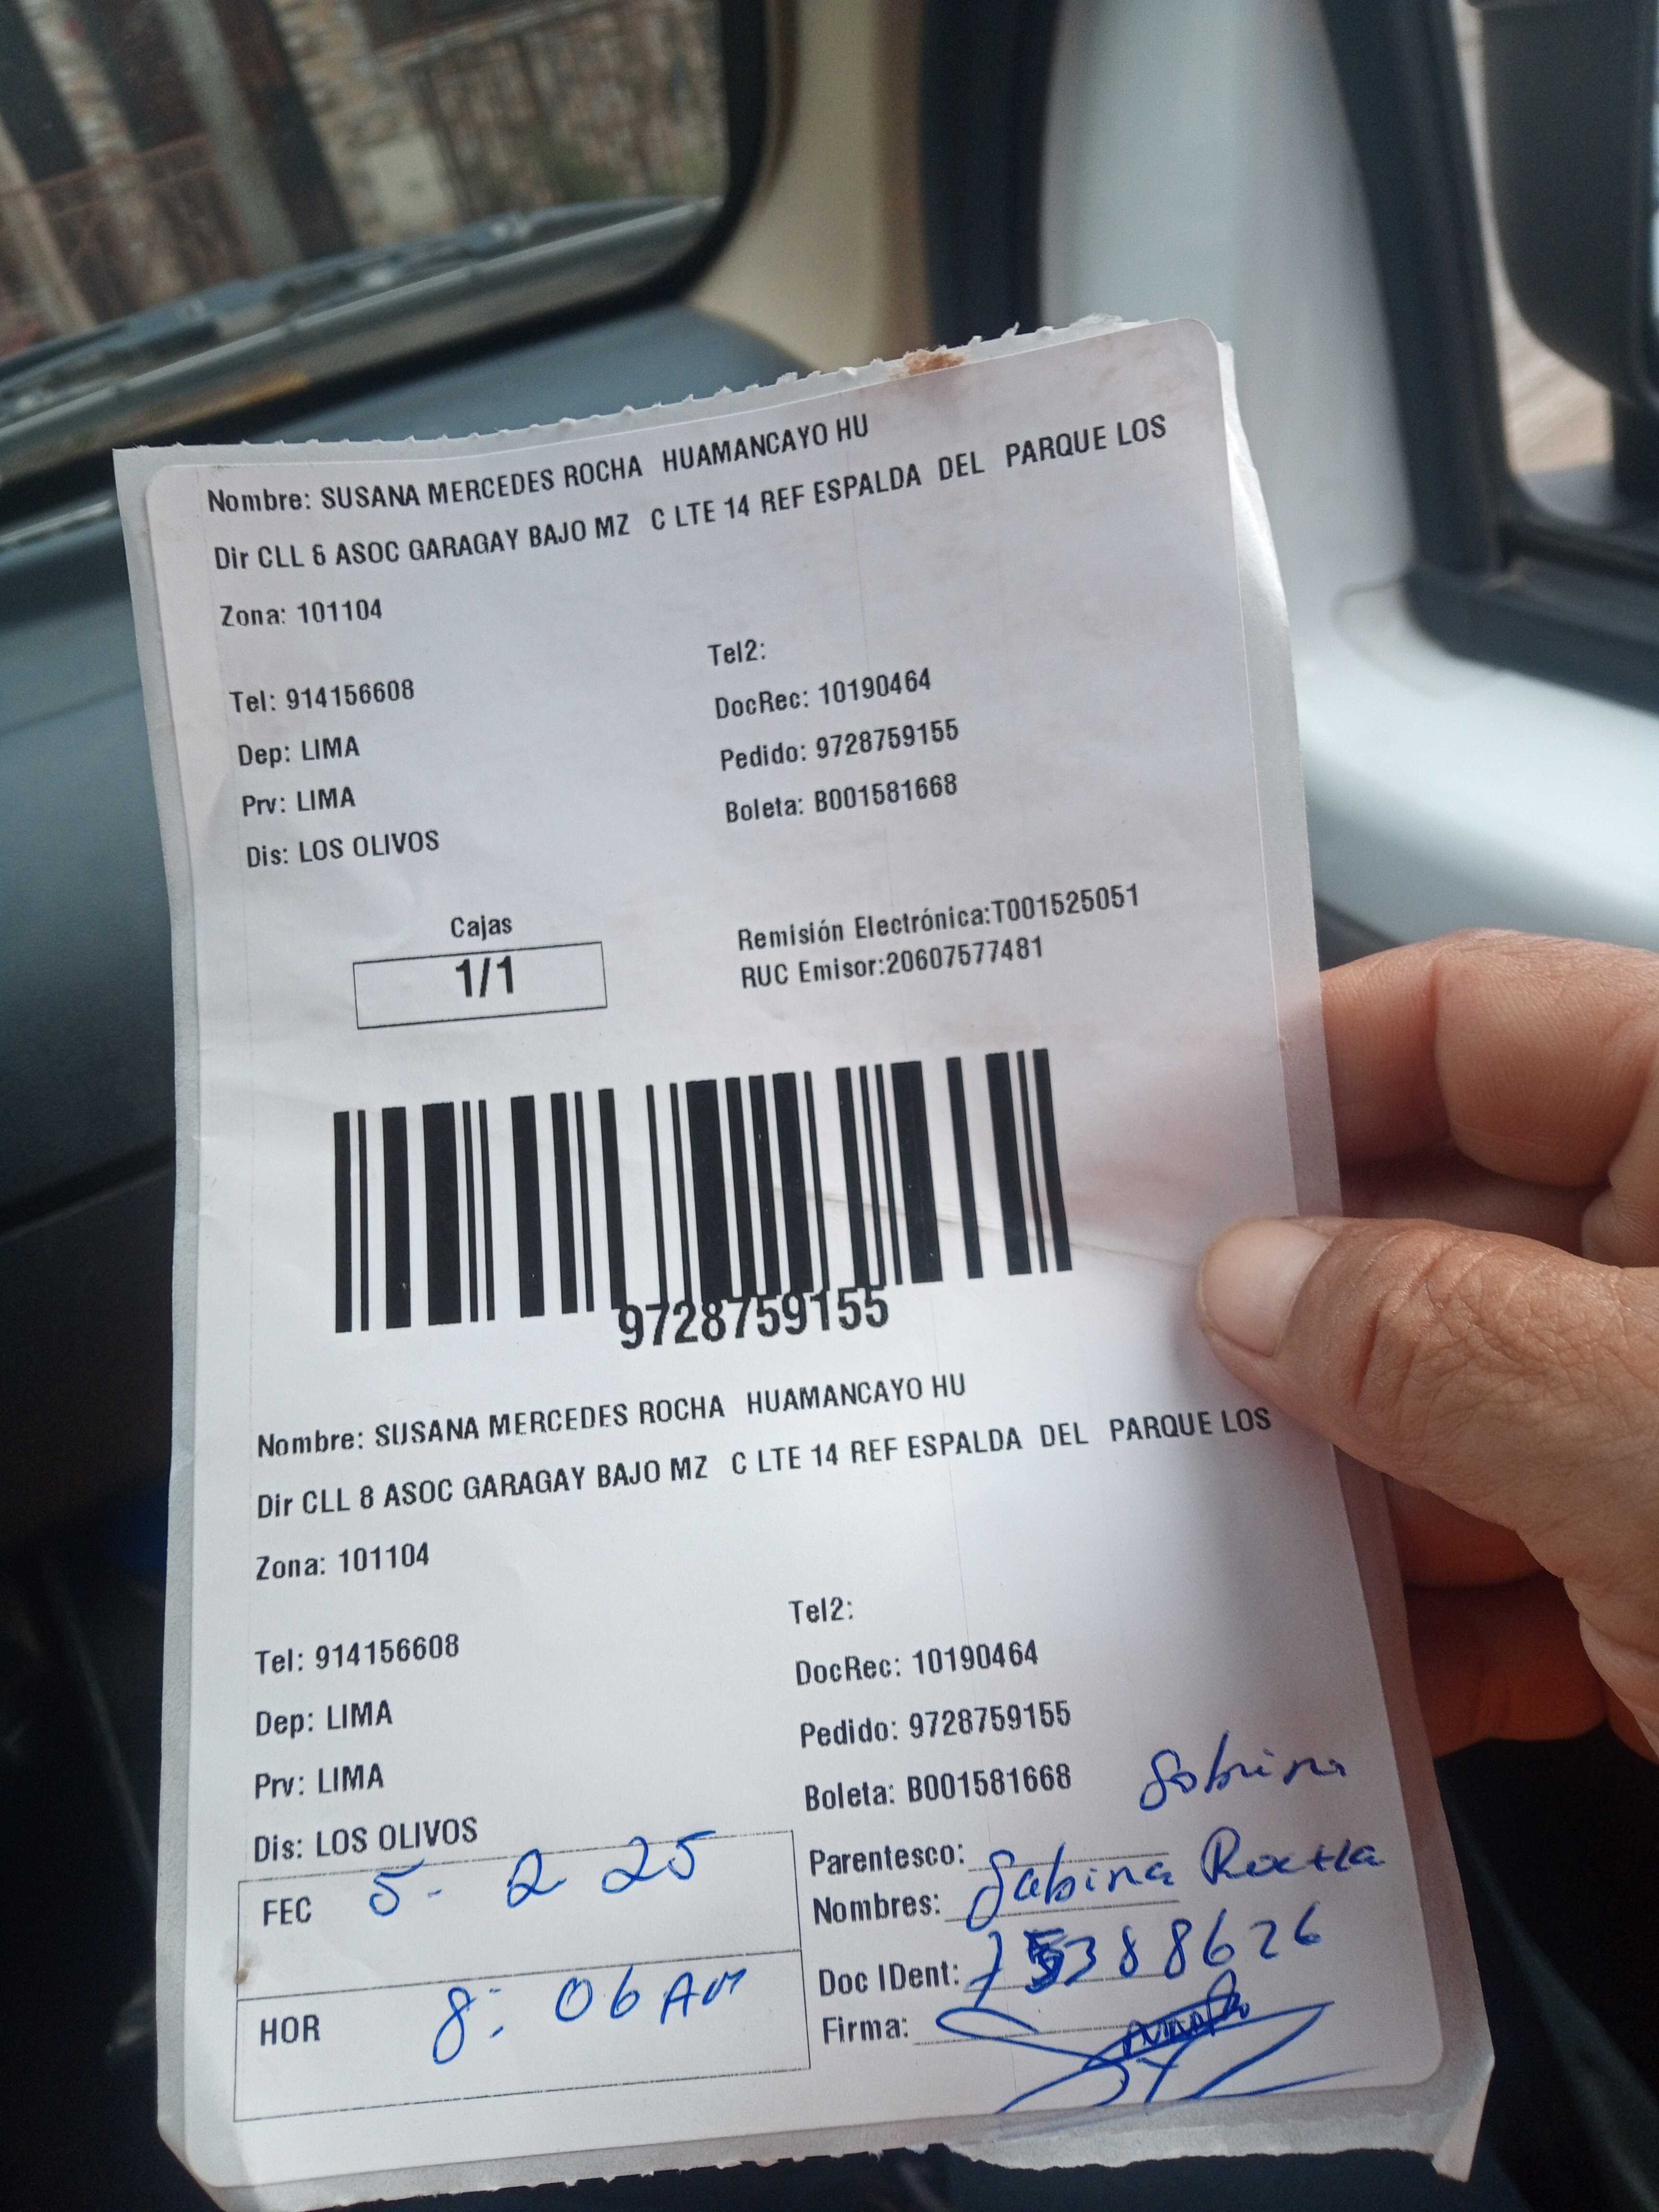 Nombre: SUSANA MERCEDES ROCHA HUAMANCAYO HU
Dir CLL 8 ASOC GARAGAY BAJO MZ C LTE 14 REF ESPALDA DEL PARQUE LOS
Zona: 101104
Tel2:
Tel: 914156608
DocRec: 10190464
Dep: LIMA
Pedido: 9728759155
Prv: LIMA
Boleta: B001581668
Dis: LOS OLIVOS
Cajas
1/1
Remisión Electrónica:T001525051
RUC Emisor:20607577481
9728759155
Nombre: SUSANA MERCEDES ROCHA HUAMANCAYO HU
Dir CLL 8 ASOC GARAGAY BAJO MZ C LTE 14 REF ESPALDA DEL PARQUE LOS
Zona: 101104
Tel2:
Tel: 914156608
DocRec: 10190464
Dep: LIMA
Pedido: 9728759155
Prv: LIMA
Boleta: B001581668
Dis: LOS OLIVOS
Sobrina
Parentesco:
Nombres: Sabina Rocha
Doc IDent: 75388626
Firma:
FEC 5 - 2 25
HOR 8: 06 AM